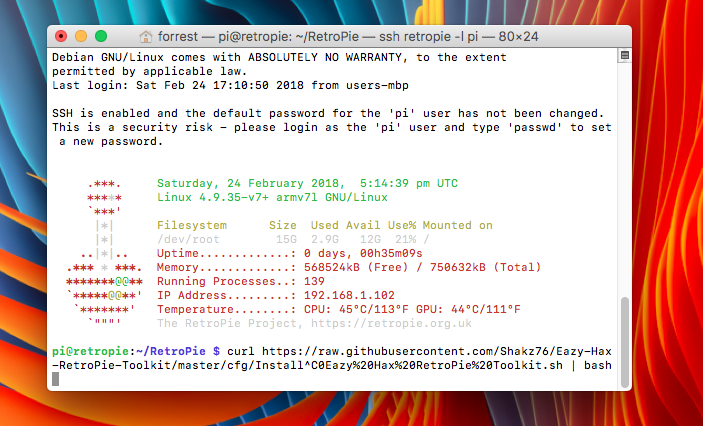 forrest — pi@retropie: ~/RetroPie — ssh retropie -l pi — 80×24
Debian GNU/Linux comes with ABSOLUTELY NO WARRANTY, to the extent
permitted by applicable law.
Last login: Sat Feb 24 17:10:50 2018 from users-mbp
SSH is enabled and the default password for the 'pi' user has not been changed.
This is a security risk - please login as the 'pi' user and type 'passwd' to set
a new password.
.***. Saturday, 24 February 2018, 5:14:39 pm UTC
***** Linux 4.9.35-v7+ armv7l GNU/Linux
`***'
|*| Filesystem Size Used Avail Use% Mounted on
|*| /dev/root 15G 2.9G 12G 21% /
..|*|.. Uptime.............: 0 days, 00h35m09s
.*** * ***. Memory.............: 568524kB (Free) / 750632kB (Total)
*******@@** Running Processes..: 139
`*****@@**' IP Address.........: 192.168.1.102
`*******' Temperature........: CPU: 45°C/113°F GPU: 44°C/111°F
`"""' The RetroPie Project, https://retropie.org.uk
pi@retropie:~/RetroPie $ curl https://raw.githubusercontent.com/Shakz76/Eazy-Hax
-RetroPie-Toolkit/master/cfg/Install^C0Eazy%20Hax%20RetroPie%20Toolkit.sh | bash